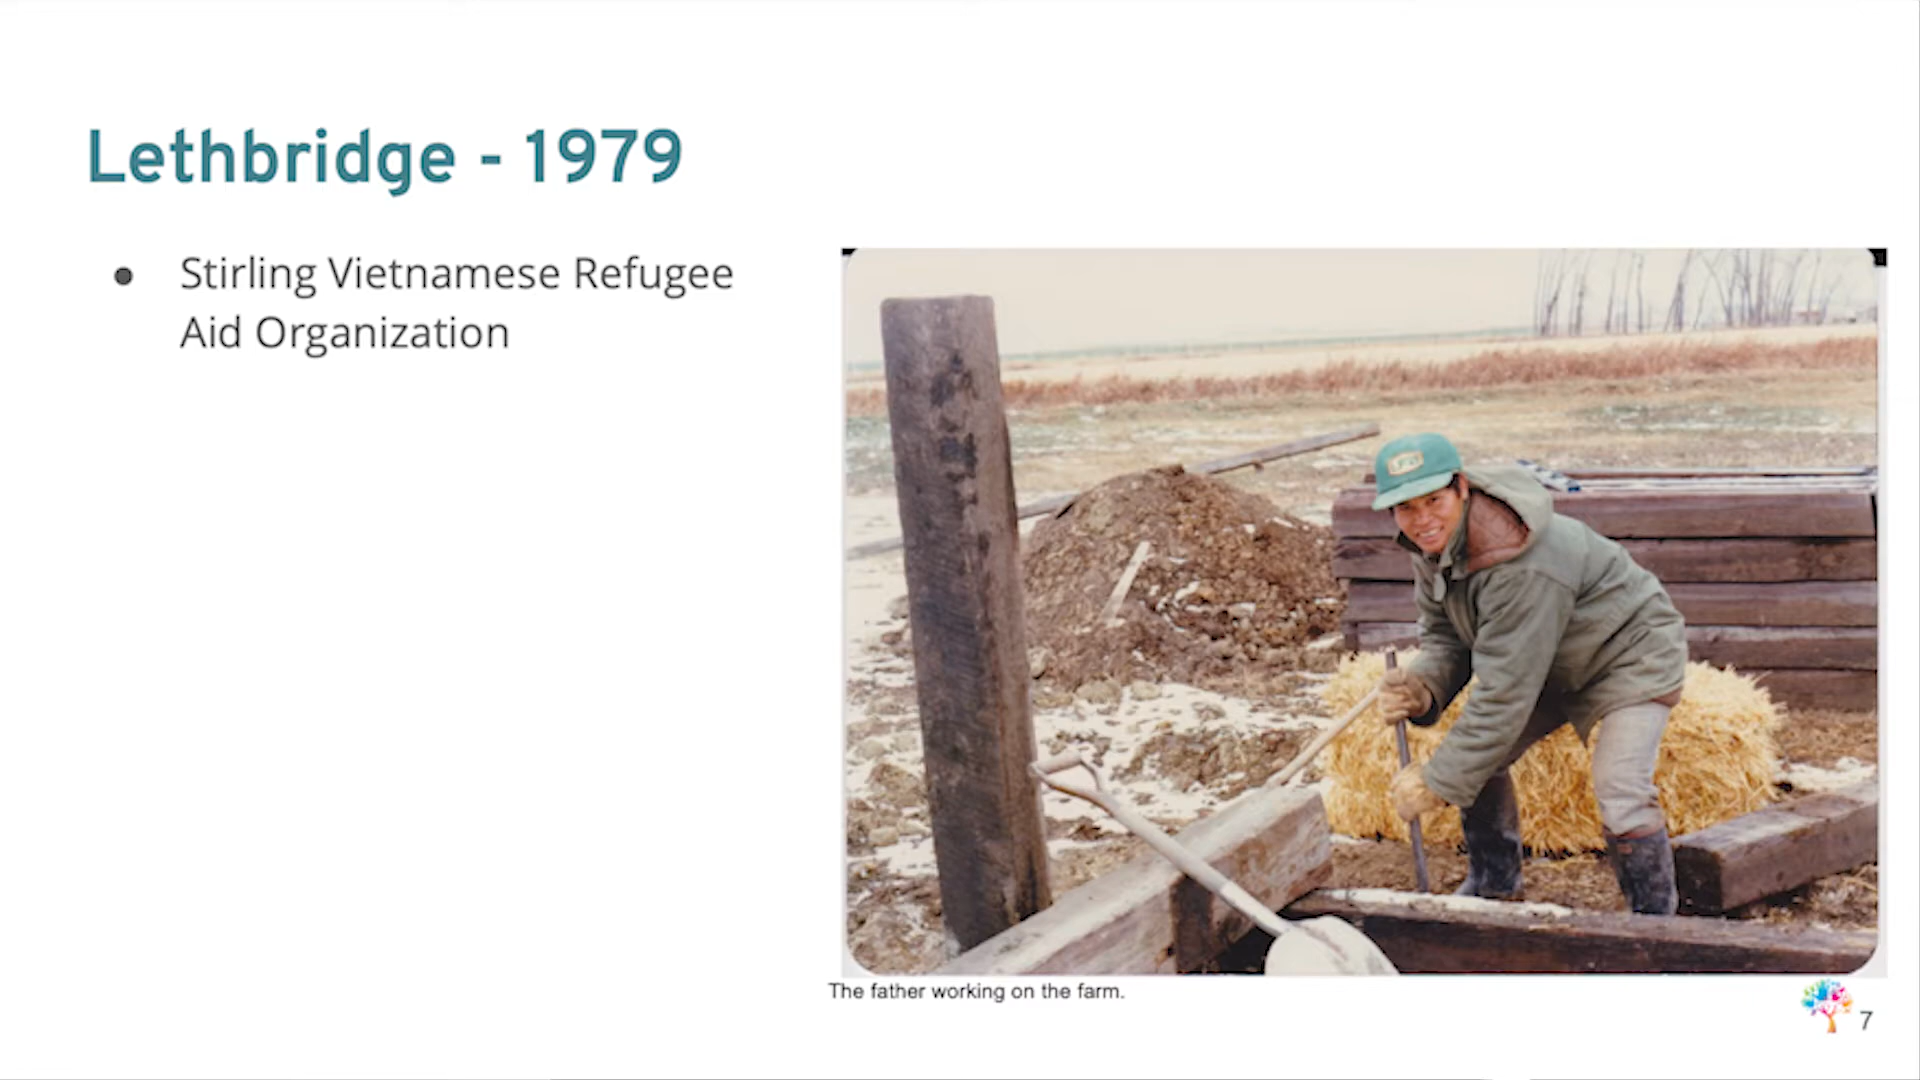 Lethbridge - 1979
● Stirling Vietnamese Refugee
Aid Organization
The father working on the farm.
7